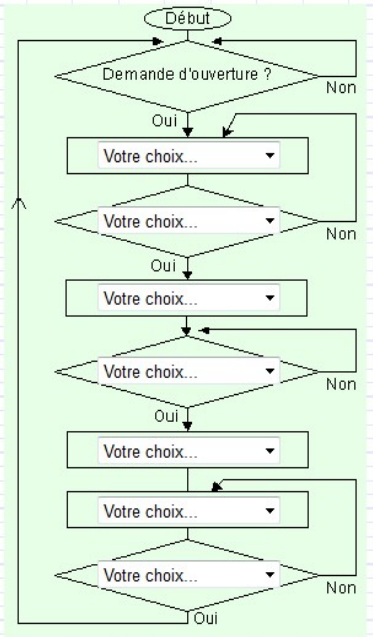 Début
Demande d'ouverture ?
Non
Oui
Votre choix...
Votre choix...
Non
Oui
Votre choix...
Votre choix...
Non
Oui
Votre choix...
Votre choix...
Votre choix...
Non
Oui